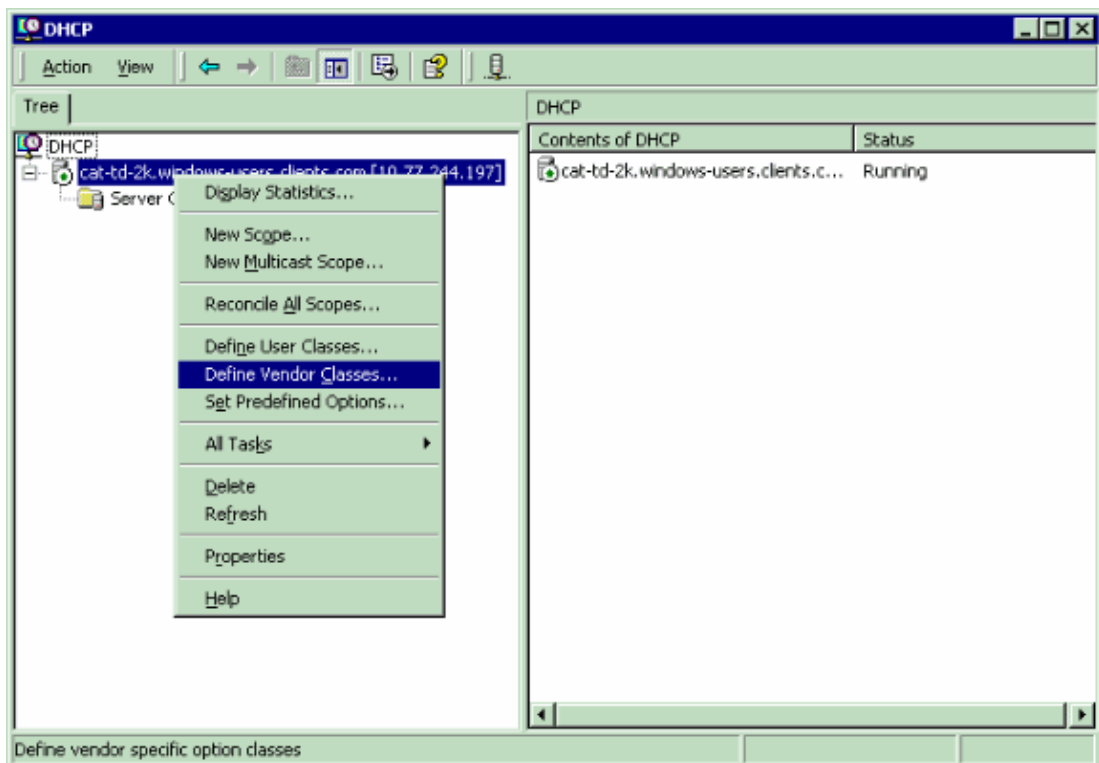 DHCP
Action View
Tree
DHCP
DHCP
Contents of DHCP Status
cat-td-2k.windows-users.clients.com [10.77.244.197]
cat-td-2k.windows-users.clients.c... Running
Server
Display Statistics...
New Scope...
New Multicast Scope...
Reconcile All Scopes...
Define User Classes...
Define Vendor Classes...
Set Predefined Options...
All Tasks
Delete
Refresh
Properties
Help
Define vendor specific option classes